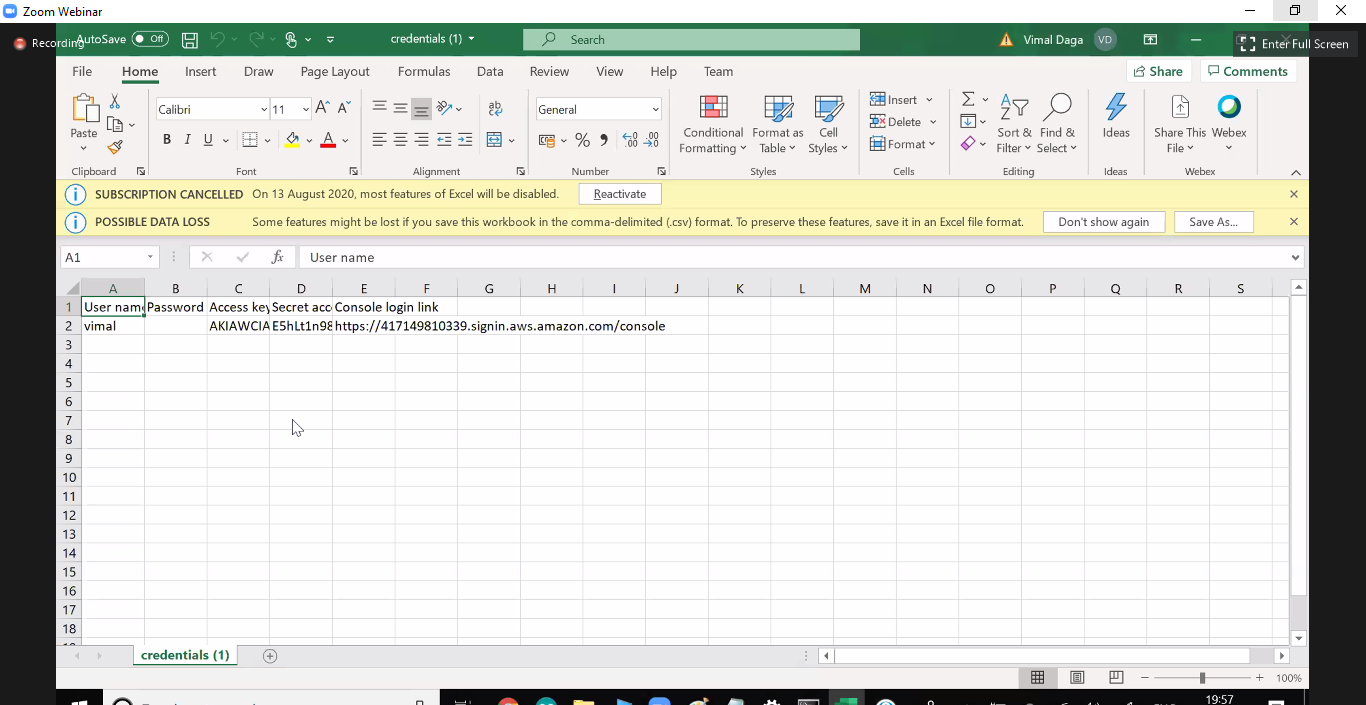 Zoom Webinar
Recording
AutoSave Off credentials (1) Search Vimal Daga VD Enter Full Screen
File Home Insert Draw Page Layout Formulas Data Review View Help Team Share Comments
Calibri 11 General Insert
Paste B I U Conditional Format as Cell Delete Sort & Find & Ideas Share This Webex
Formatting Table Styles Format Filter Select File
Clipboard Font Alignment Number Styles Cells Editing Ideas Webex
SUBSCRIPTION CANCELLED On 13 August 2020, most features of Excel will be disabled. Reactivate
POSSIBLE DATA LOSS Some features might be lost if you save this workbook in the comma-delimited (.csv) format. To preserve these features, save it in an Excel file format. Don't show again Save As...
A1 fx User name
A B C D E F G H I J K L M N O P Q R S
1 User name Password Access key Secret acc Console login link
2 vimal AKIAWCIA E5hLt1n98 https://417149810339.signin.aws.amazon.com/console
3
4
5
6
7
8
9
10
11
12
13
14
15
16
17
18
credentials (1)
100%
19:57